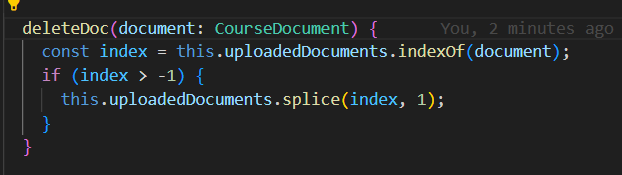 deleteDoc(document: CourseDocument) { You, 2 minutes ago
const index = this.uploadedDocuments.indexOf(document);
if (index > -1) {
this.uploadedDocuments.splice(index, 1);
}
}